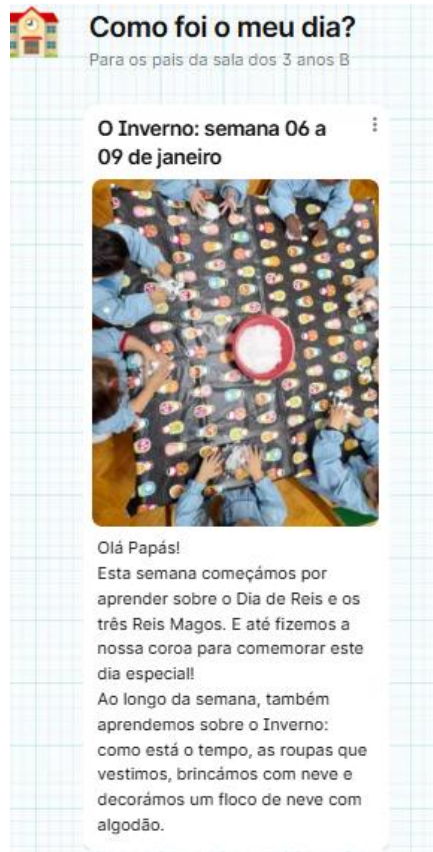 Como foi o meu dia?
Para os pais da sala dos 3 anos B
O Inverno: semana 06 a
09 de janeiro
Olá Papás!
Esta semana começámos por
aprender sobre o Dia de Reis e os
três Reis Magos. E até fizemos a
nossa coroa para comemorar este
dia especial!
Ao longo da semana, também
aprendemos sobre o Inverno:
como está o tempo, as roupas que
vestimos, brincámos com neve e
decorámos um floco de neve com
algodão.